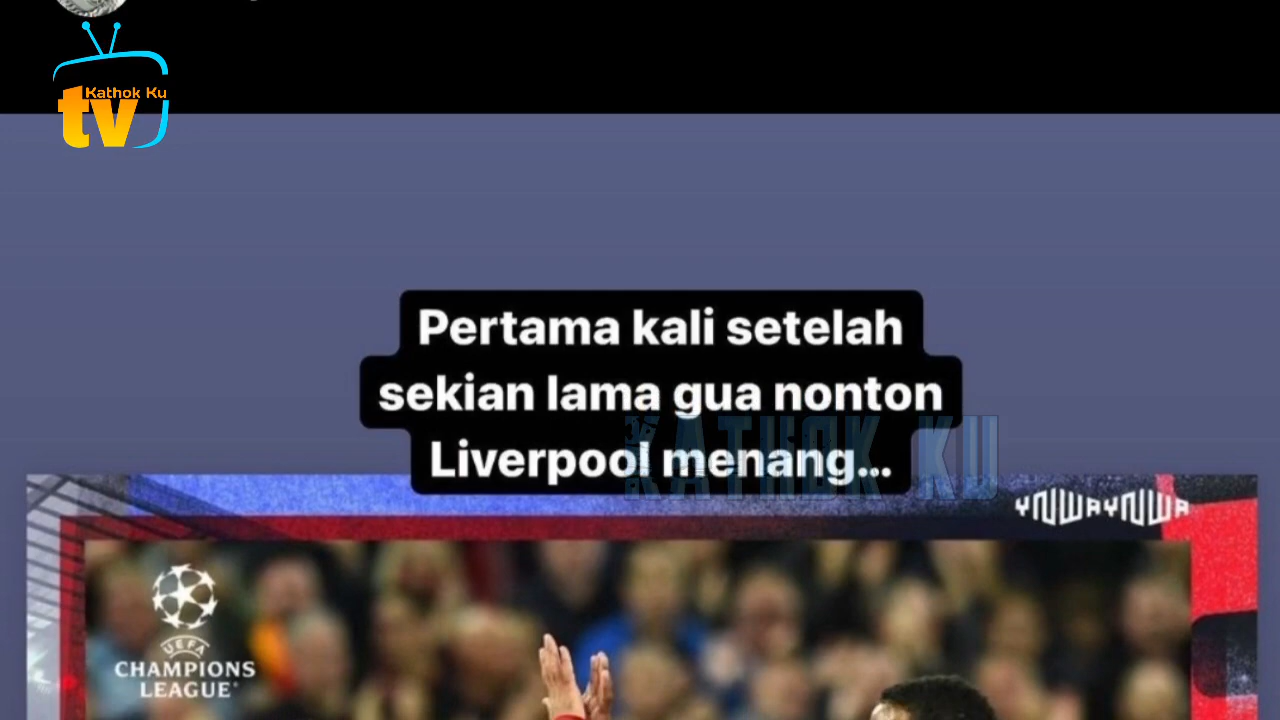 Kathok Ku
tv
Pertama kali setelah
sekian lama gua nonton
Liverpool menang...
KATHOK KU
YNWAYNWA
UEFA
CHAMPIONS
LEAGUE